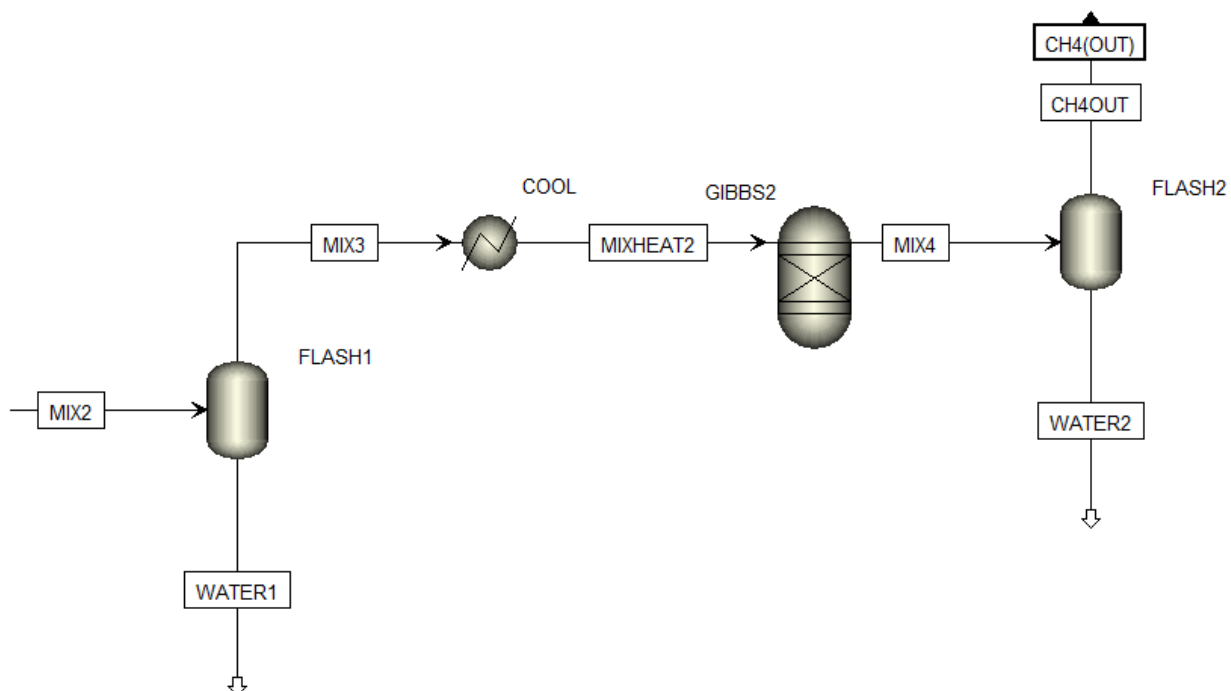 CH4(OUT)
CH4OUT
COOL
GIBBS2
FLASH2
MIX3
MIXHEAT2
MIX4
FLASH1
MIX2
WATER2
WATER1